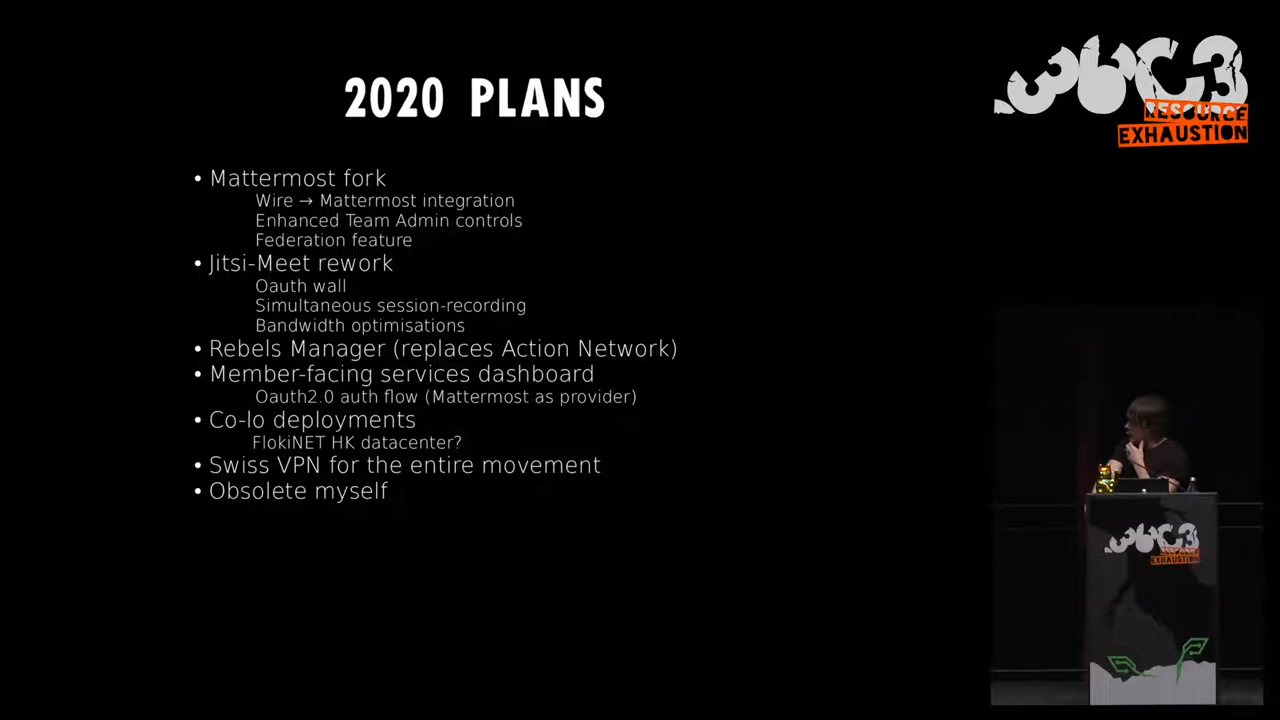 2020 PLANS
36C3
RESOURCE
EXHAUSTION
• Mattermost fork
Wire → Mattermost integration
Enhanced Team Admin controls
Federation feature
• Jitsi-Meet rework
Oauth wall
Simultaneous session-recording
Bandwidth optimisations
• Rebels Manager (replaces Action Network)
• Member-facing services dashboard
Oauth2.0 auth flow (Mattermost as provider)
• Co-lo deployments
FlokiNET HK datacenter?
• Swiss VPN for the entire movement
• Obsolete myself
36C3
RESOURCE
EXHAUSTION